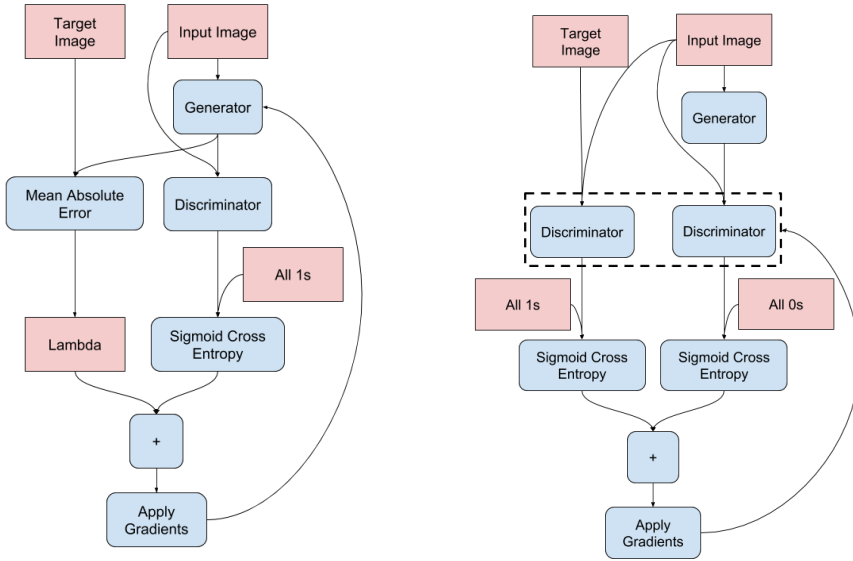 Target
Image
Input Image
Generator
Mean Absolute
Error
Discriminator
All 1s
Lambda
Sigmoid Cross
Entropy
+
Apply
Gradients
Target
Image
Input Image
Generator
Discriminator
Discriminator
All 1s
All 0s
Sigmoid Cross
Entropy
Sigmoid Cross
Entropy
+
Apply
Gradients